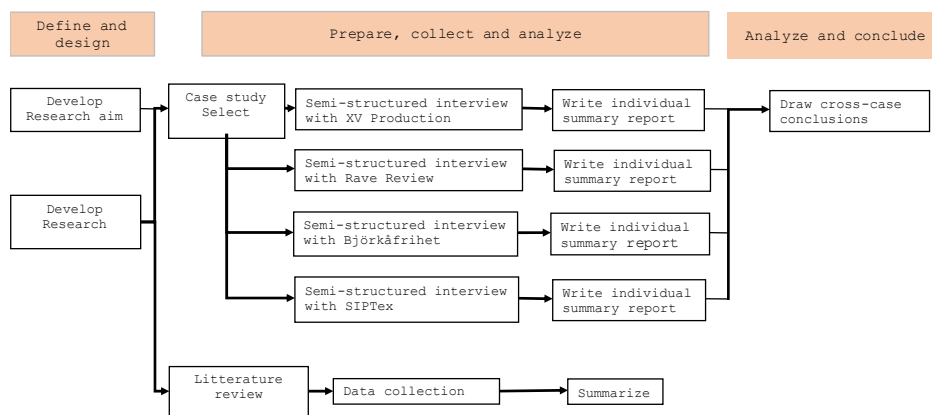 Define and
design
Prepare, collect and analyze
Analyze and conclude
Develop
Research aim
Case study
Select
Semi-structured interview
with XV Production
Write individual
summary report
Draw cross-case
conclusions
Semi-structured interview
with Rave Review
Write individual
summary report
Develop
Research
Semi-structured interview
with Björkåfrihet
Write individual
summary report
Semi-structured interview
with SIPTex
Write individual
summary report
Litterature
review
Data collection
Summarize